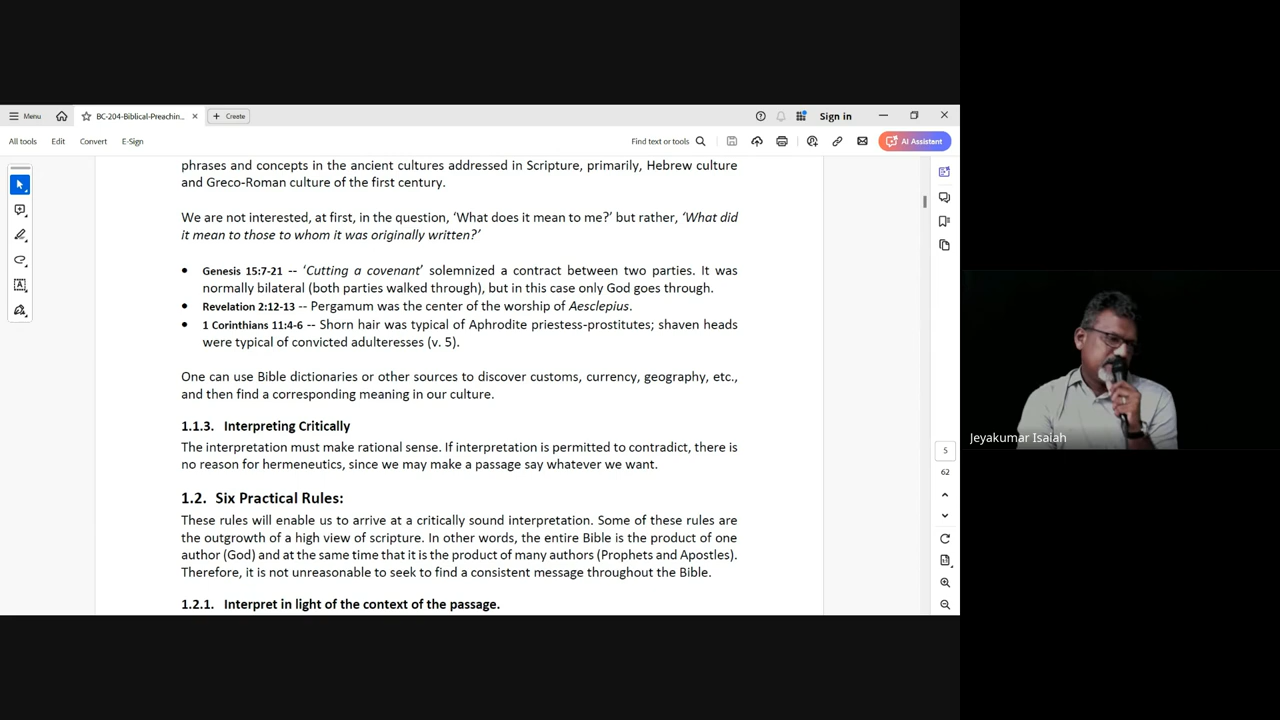 Menu
BC-204-Biblical-Preachin...
Create
Sign in
All tools
Edit
Convert
E-Sign
Find text or tools
AI Assistant
phrases and concepts in the ancient cultures addressed in Scripture, primarily, Hebrew culture
and Greco-Roman culture of the first century.
We are not interested, at first, in the question, ‘What does it mean to me?’ but rather, ‘What did
it mean to those to whom it was originally written?’
• Genesis 15:7-21 -- ‘Cutting a covenant’ solemnized a contract between two parties. It was
normally bilateral (both parties walked through), but in this case only God goes through.
• Revelation 2:12-13 -- Pergamum was the center of the worship of Aesclepius.
• 1 Corinthians 11:4-6 -- Shorn hair was typical of Aphrodite priestess-prostitutes; shaven heads
were typical of convicted adulteresses (v. 5).
One can use Bible dictionaries or other sources to discover customs, currency, geography, etc.,
and then find a corresponding meaning in our culture.
1.1.3. Interpreting Critically
The interpretation must make rational sense. If interpretation is permitted to contradict, there is
no reason for hermeneutics, since we may make a passage say whatever we want.
1.2. Six Practical Rules:
These rules will enable us to arrive at a critically sound interpretation. Some of these rules are
the outgrowth of a high view of scripture. In other words, the entire Bible is the product of one
author (God) and at the same time that it is the product of many authors (Prophets and Apostles).
Therefore, it is not unreasonable to seek to find a consistent message throughout the Bible.
1.2.1. Interpret in light of the context of the passage.
5
62
Jeyakumar Isaiah